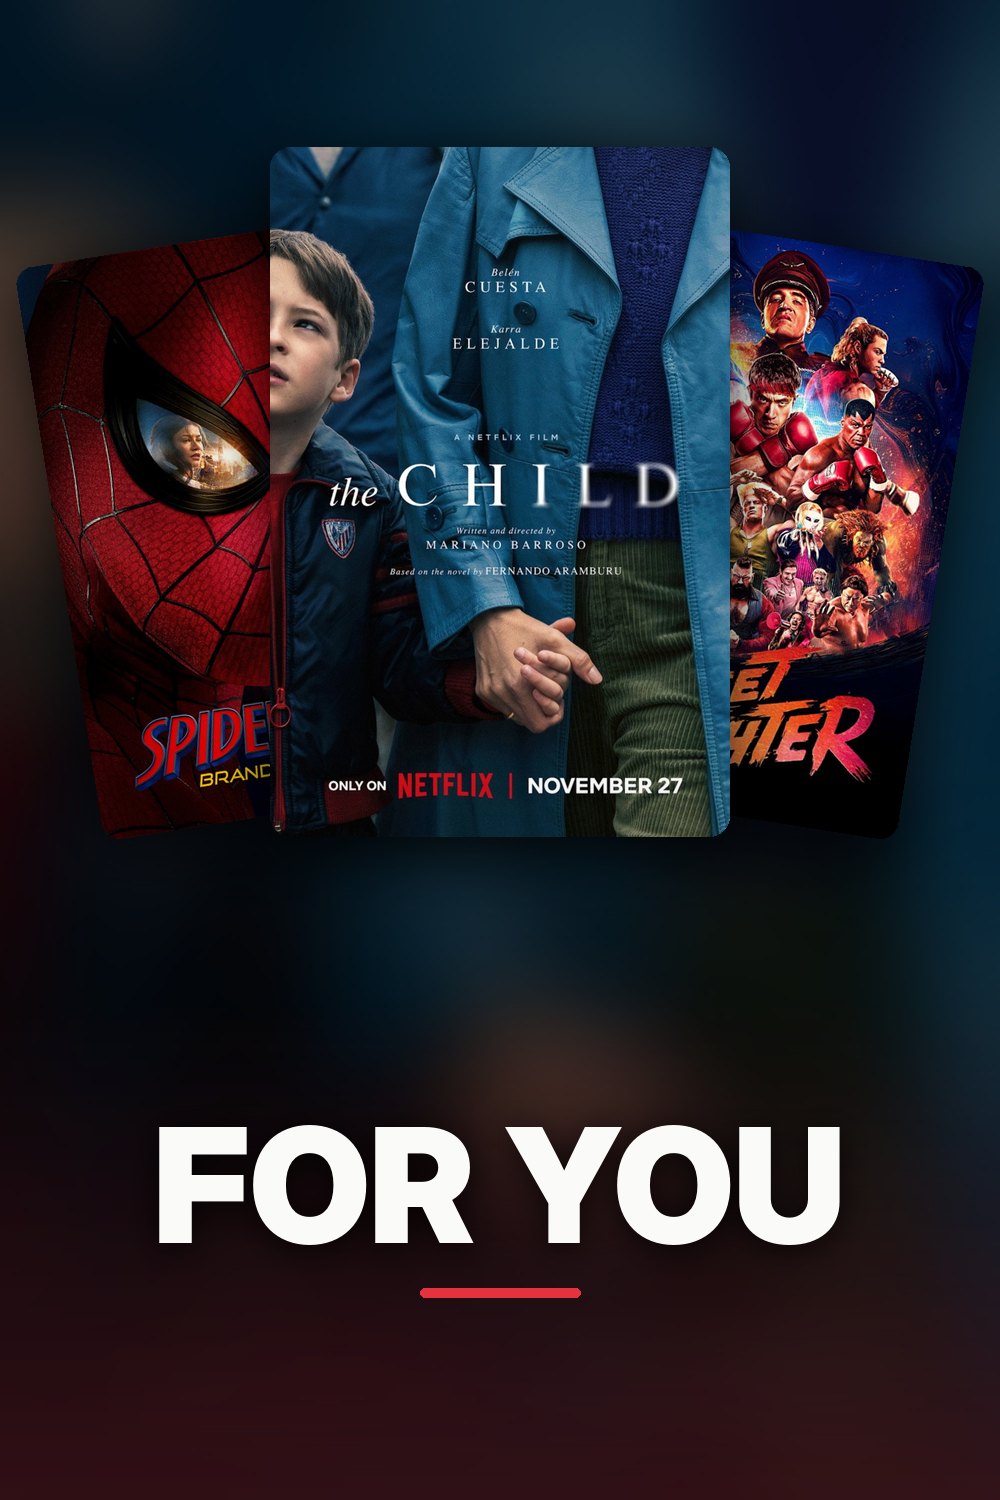 Belén
CUESTA
Karra
ELEJALDE
A NETFLIX FILM
the CHILD
Written and directed by
MARIANO BARROSO
Based on the novel by FERNANDO ARAMBURU
ONLY ON NETFLIX | NOVEMBER 27
SPIDE
BRAND
ET
HTER
FOR YOU